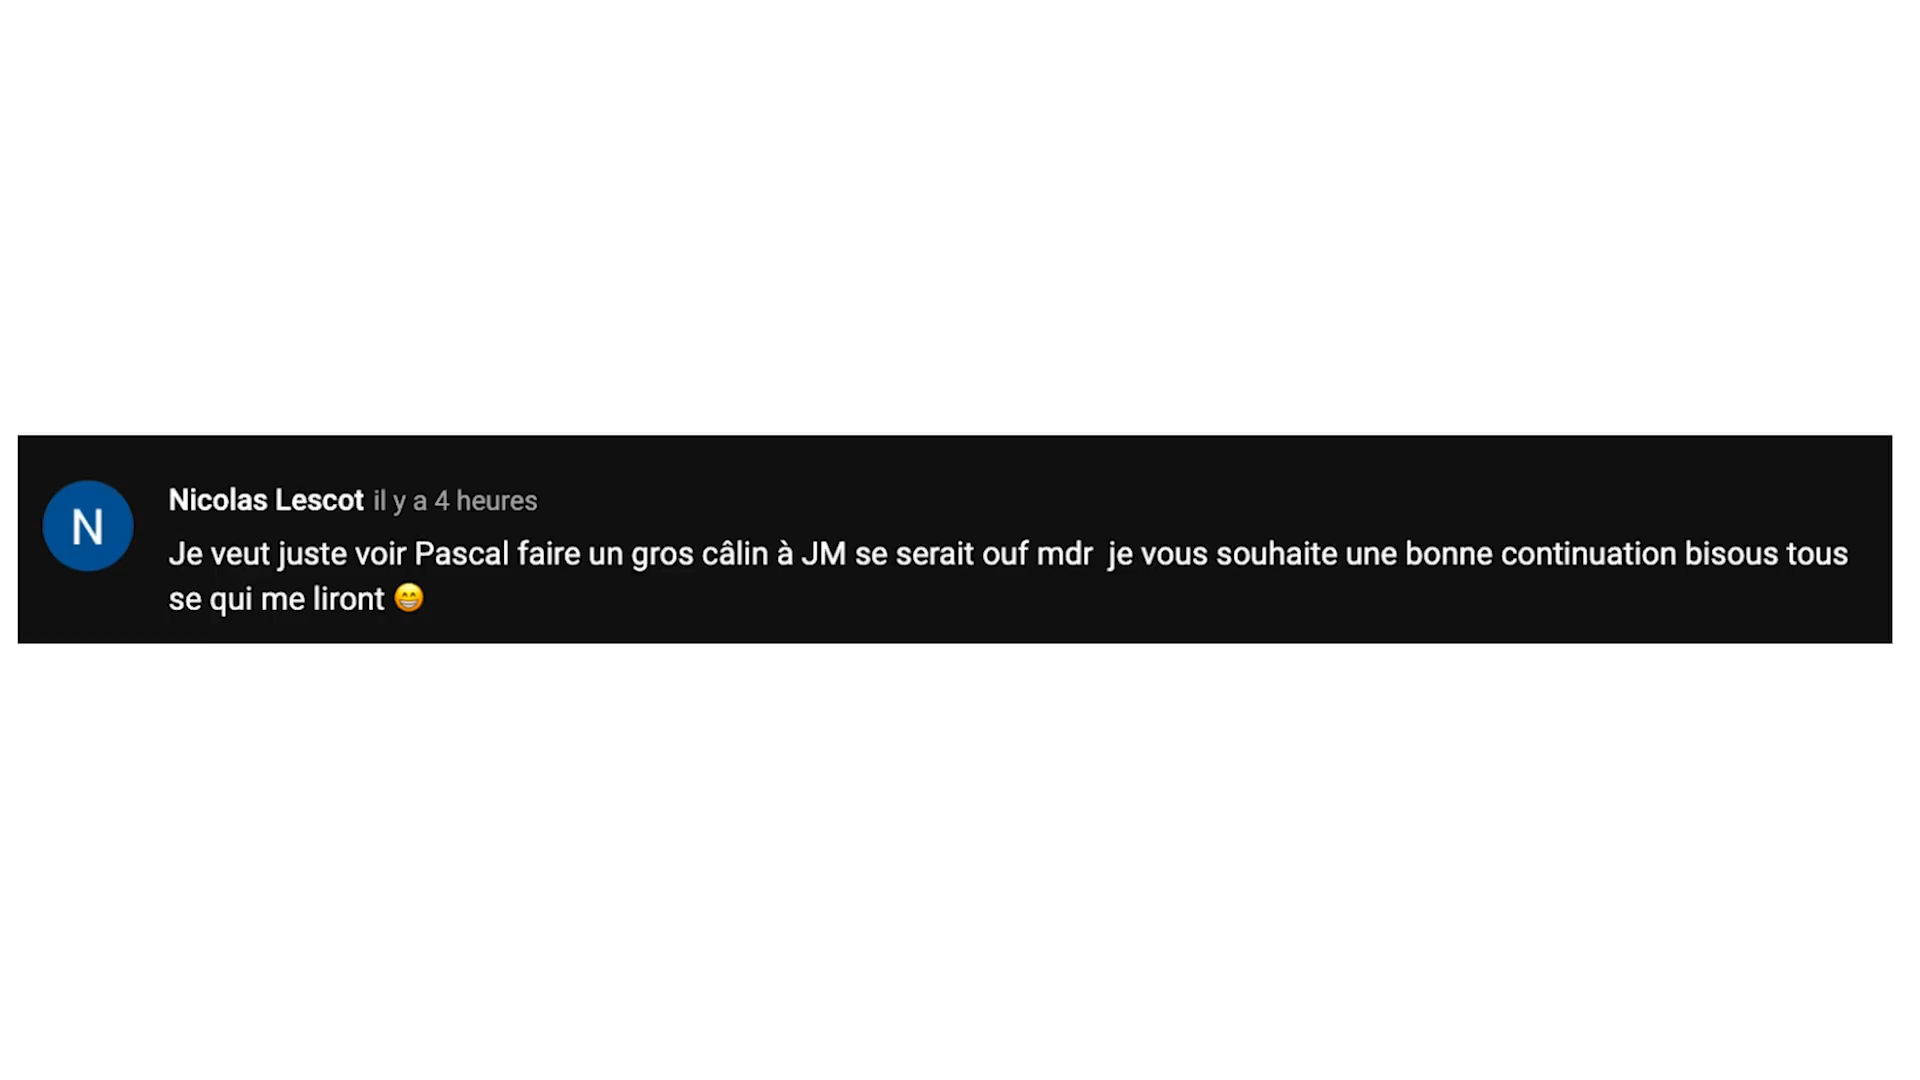 N
Nicolas Lescot il y a 4 heures
Je veut juste voir Pascal faire un gros câlin à JM se serait ouf mdr  je vous souhaite une bonne continuation bisous tous
se qui me liront 😁